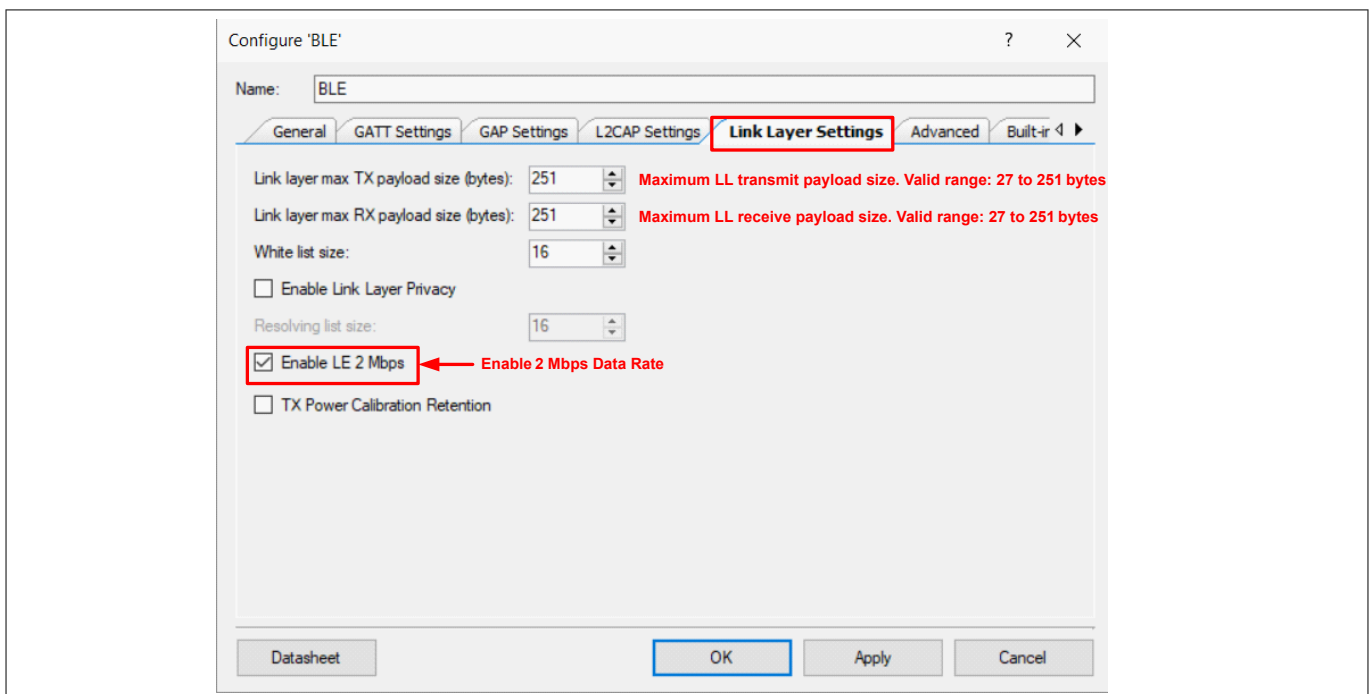 Configure 'BLE' ? ×
Name: BLE
General GATT Settings GAP Settings L2CAP Settings Link Layer Settings Advanced Built-ir
Link layer max TX payload size (bytes): 251 Maximum LL transmit payload size. Valid range: 27 to 251 bytes
Link layer max RX payload size (bytes): 251 Maximum LL receive payload size. Valid range: 27 to 251 bytes
White list size: 16
Enable Link Layer Privacy
Resolving list size: 16
Enable LE 2 Mbps Enable 2 Mbps Data Rate
TX Power Calibration Retention
Datasheet OK Apply Cancel